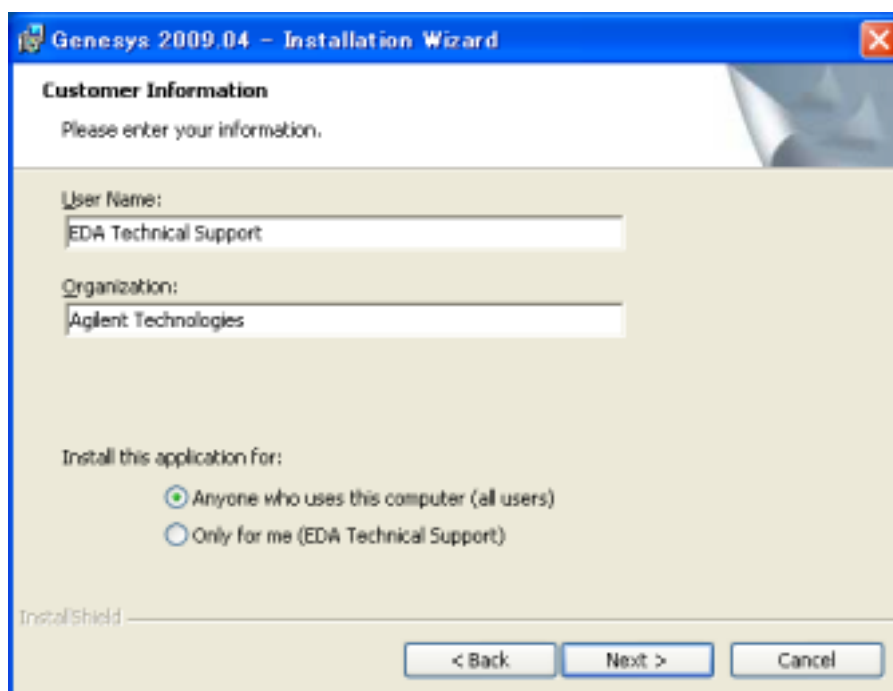 Genesys 2009.04 - Installation Wizard
Customer Information
Please enter your information.
User Name:
EDA Technical Support
Organization:
Agilent Technologies
Install this application for:
Anyone who uses this computer (all users)
Only for me (EDA Technical Support)
InstallShield
< Back
Next >
Cancel